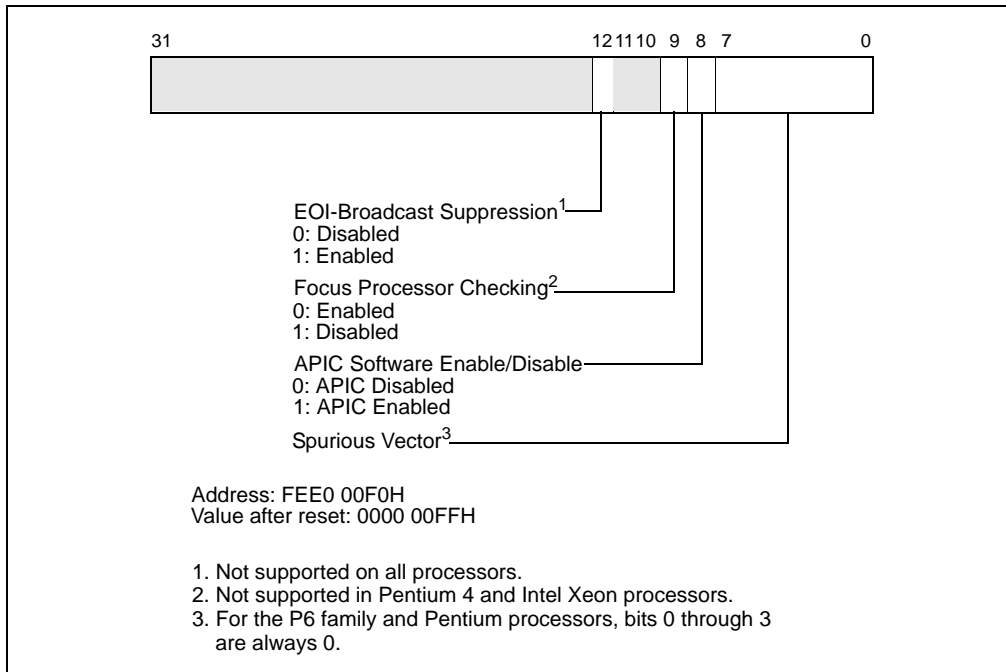 31 12 11 10 9 8 7 0
EOI-Broadcast Suppression1
0: Disabled
1: Enabled
Focus Processor Checking2
0: Enabled
1: Disabled
APIC Software Enable/Disable
0: APIC Disabled
1: APIC Enabled
Spurious Vector3
Address: FEE0 00F0H
Value after reset: 0000 00FFH
1. Not supported on all processors.
2. Not supported in Pentium 4 and Intel Xeon processors.
3. For the P6 family and Pentium processors, bits 0 through 3
are always 0.